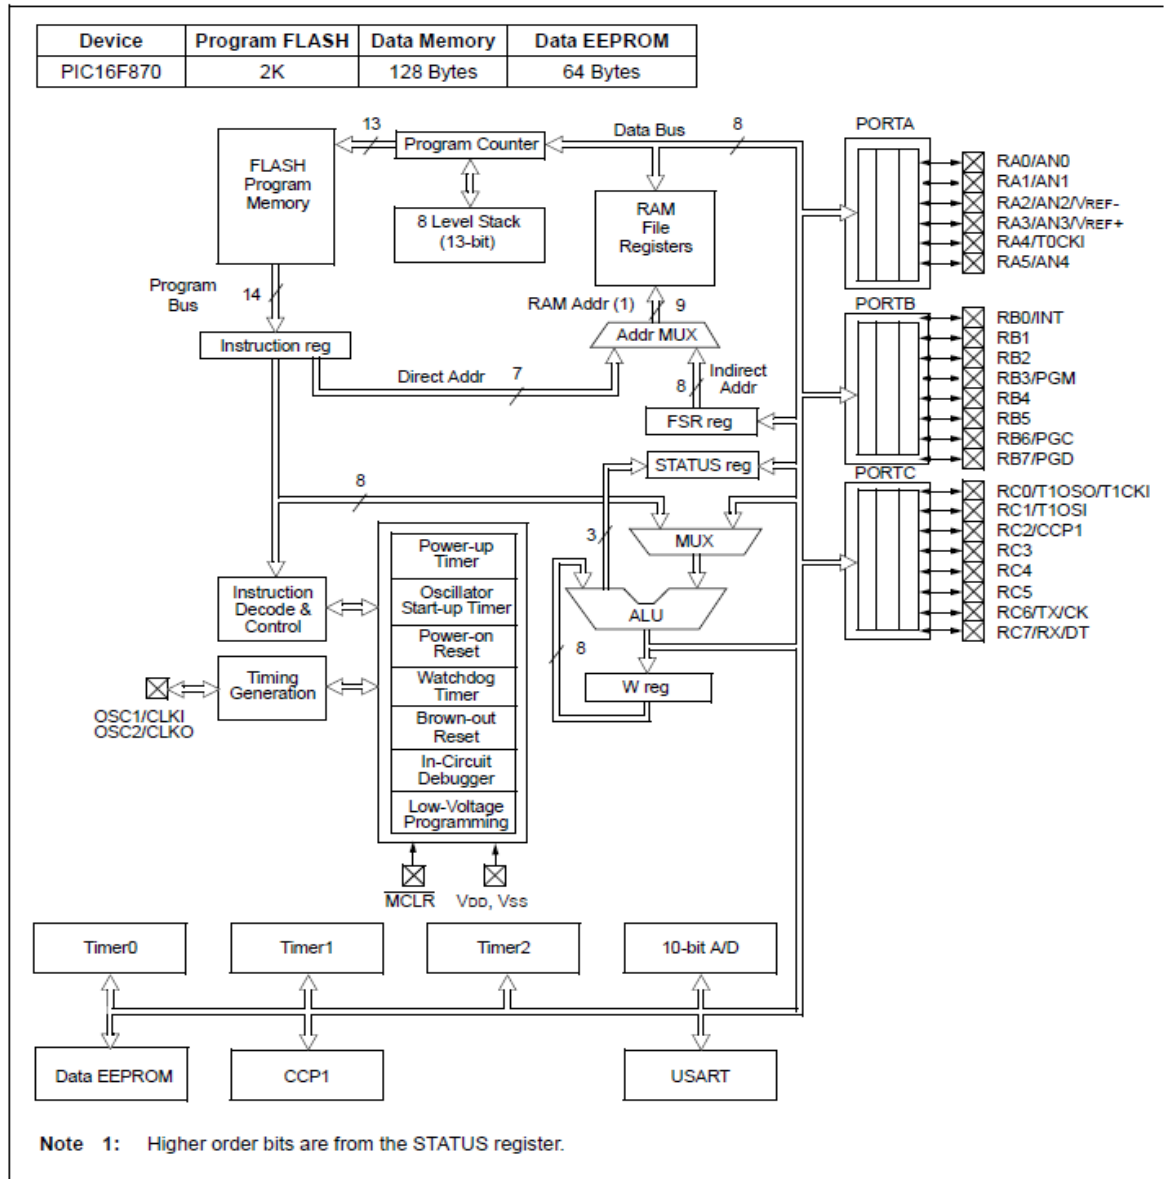 Device Program FLASH Data Memory Data EEPROM
PIC16F870 2K 128 Bytes 64 Bytes
13
Program Counter
Data Bus
8
PORTA
FLASH
Program
Memory
8 Level Stack
(13-bit)
RAM
File
Registers
RA0/AN0
RA1/AN1
RA2/AN2/VREF-
RA3/AN3/VREF+
RA4/T0CKI
RA5/AN4
Program
Bus
14
RAM Addr (1)
9
PORTB
Instruction reg
Addr MUX
RB0/INT
RB1
RB2
RB3/PGM
RB4
RB5
RB6/PGC
RB7/PGD
Direct Addr
7
8
Indirect
Addr
FSR reg
STATUS reg
PORTC
8
3
MUX
RC0/T1OSO/T1CKI
RC1/T1OSI
RC2/CCP1
RC3
RC4
RC5
RC6/TX/CK
RC7/RX/DT
Power-up
Timer
Instruction
Decode &
Control
Oscillator
Start-up Timer
ALU
Power-on
Reset
8
Timing
Generation
Watchdog
Timer
W reg
OSC1/CLKI
OSC2/CLKO
Brown-out
Reset
In-Circuit
Debugger
Low-Voltage
Programming
MCLR
VDD, VSS
Timer0
Timer1
Timer2
10-bit A/D
Data EEPROM
CCP1
USART
Note 1: Higher order bits are from the STATUS register.